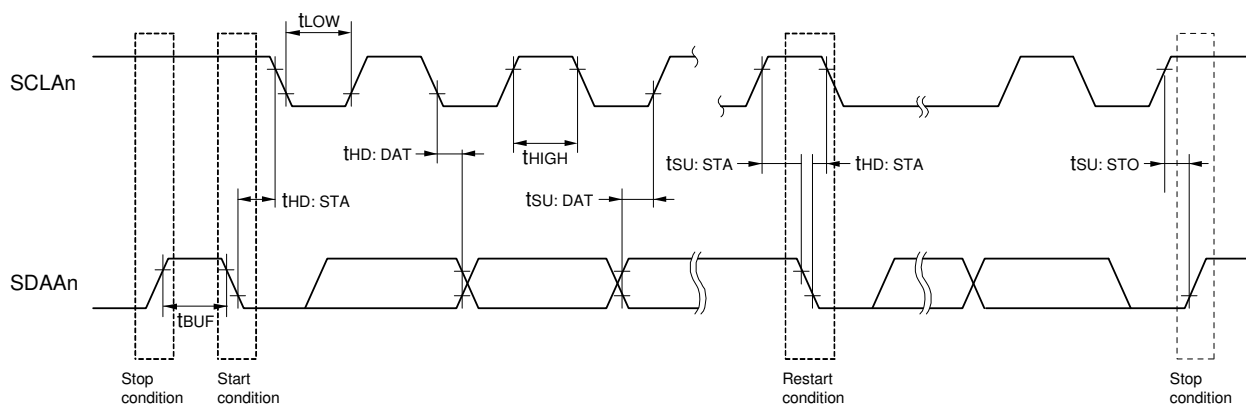 tLOW
SCLAn
tHD: DAT
tHIGH
tSU: STA
tHD: STA
tSU: STO
tHD: STA
tSU: DAT
SDAAn
tBUF
Stop
condition
Start
condition
Restart
condition
Stop
condition